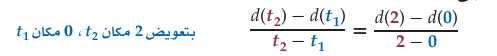 d(t₂) − d(t₁) / t₂ − t₁ = d(2) − d(0) / 2 − 0
بتعويض 2 مكان t₂ ، 0 مكان t₁